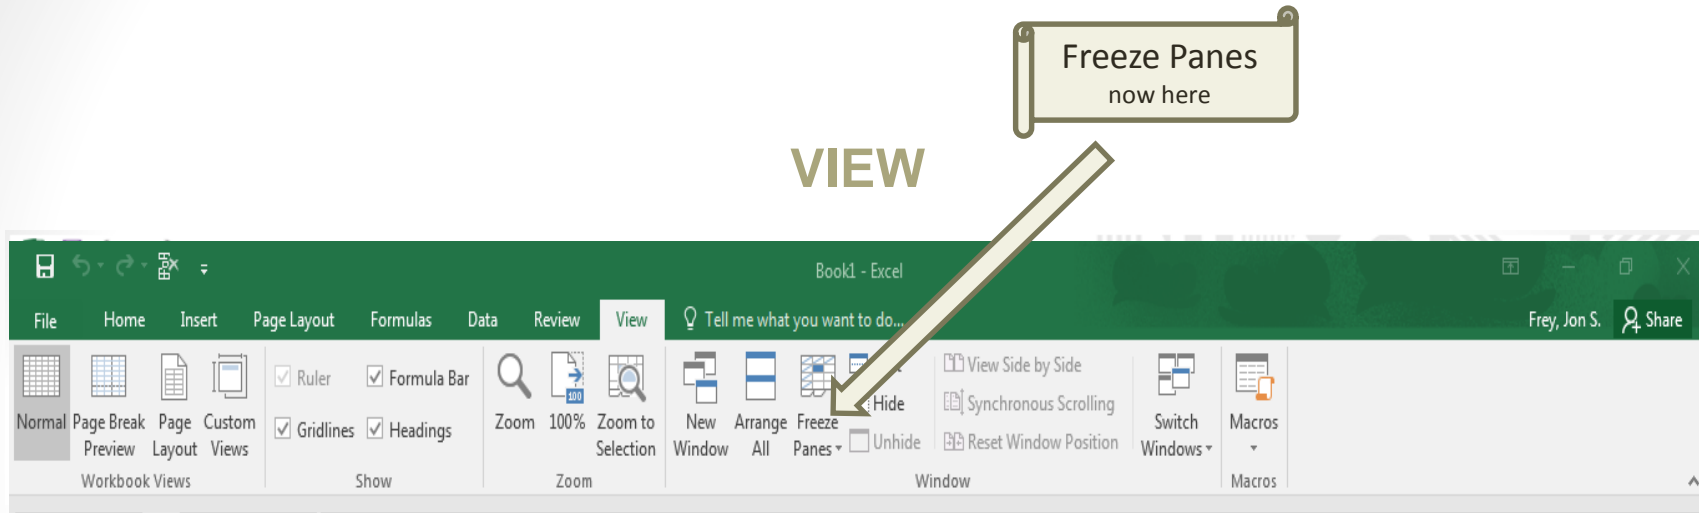 Freeze Panes
now here
VIEW
Book1 - Excel
File Home Insert Page Layout Formulas Data Review View Tell me what you want to do... Frey, Jon S. Share
Normal Page Break Preview Page Layout Custom Views
Workbook Views
Ruler Formula Bar
Gridlines Headings
Show
Zoom 100% Zoom to Selection
100
Zoom
New Window Arrange All Freeze Panes
Hide
Unhide
View Side by Side
Synchronous Scrolling
Reset Window Position
Switch Windows
Window
Macros
Macros